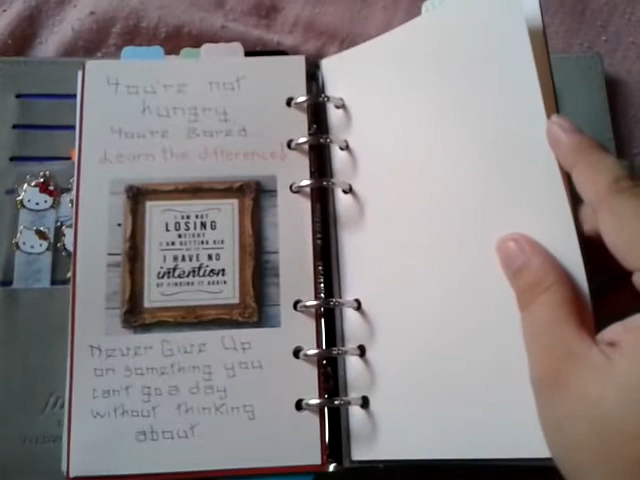 You're not
hungry
You're Bored...
Learn the difference!
I AM NOT
LOSING
WEIGHT
I AM GETTING RID
OF IT
I HAVE NO
intention
OF FINDING IT AGAIN
Never Give Up
on something you
can't go a day
without thinking
about